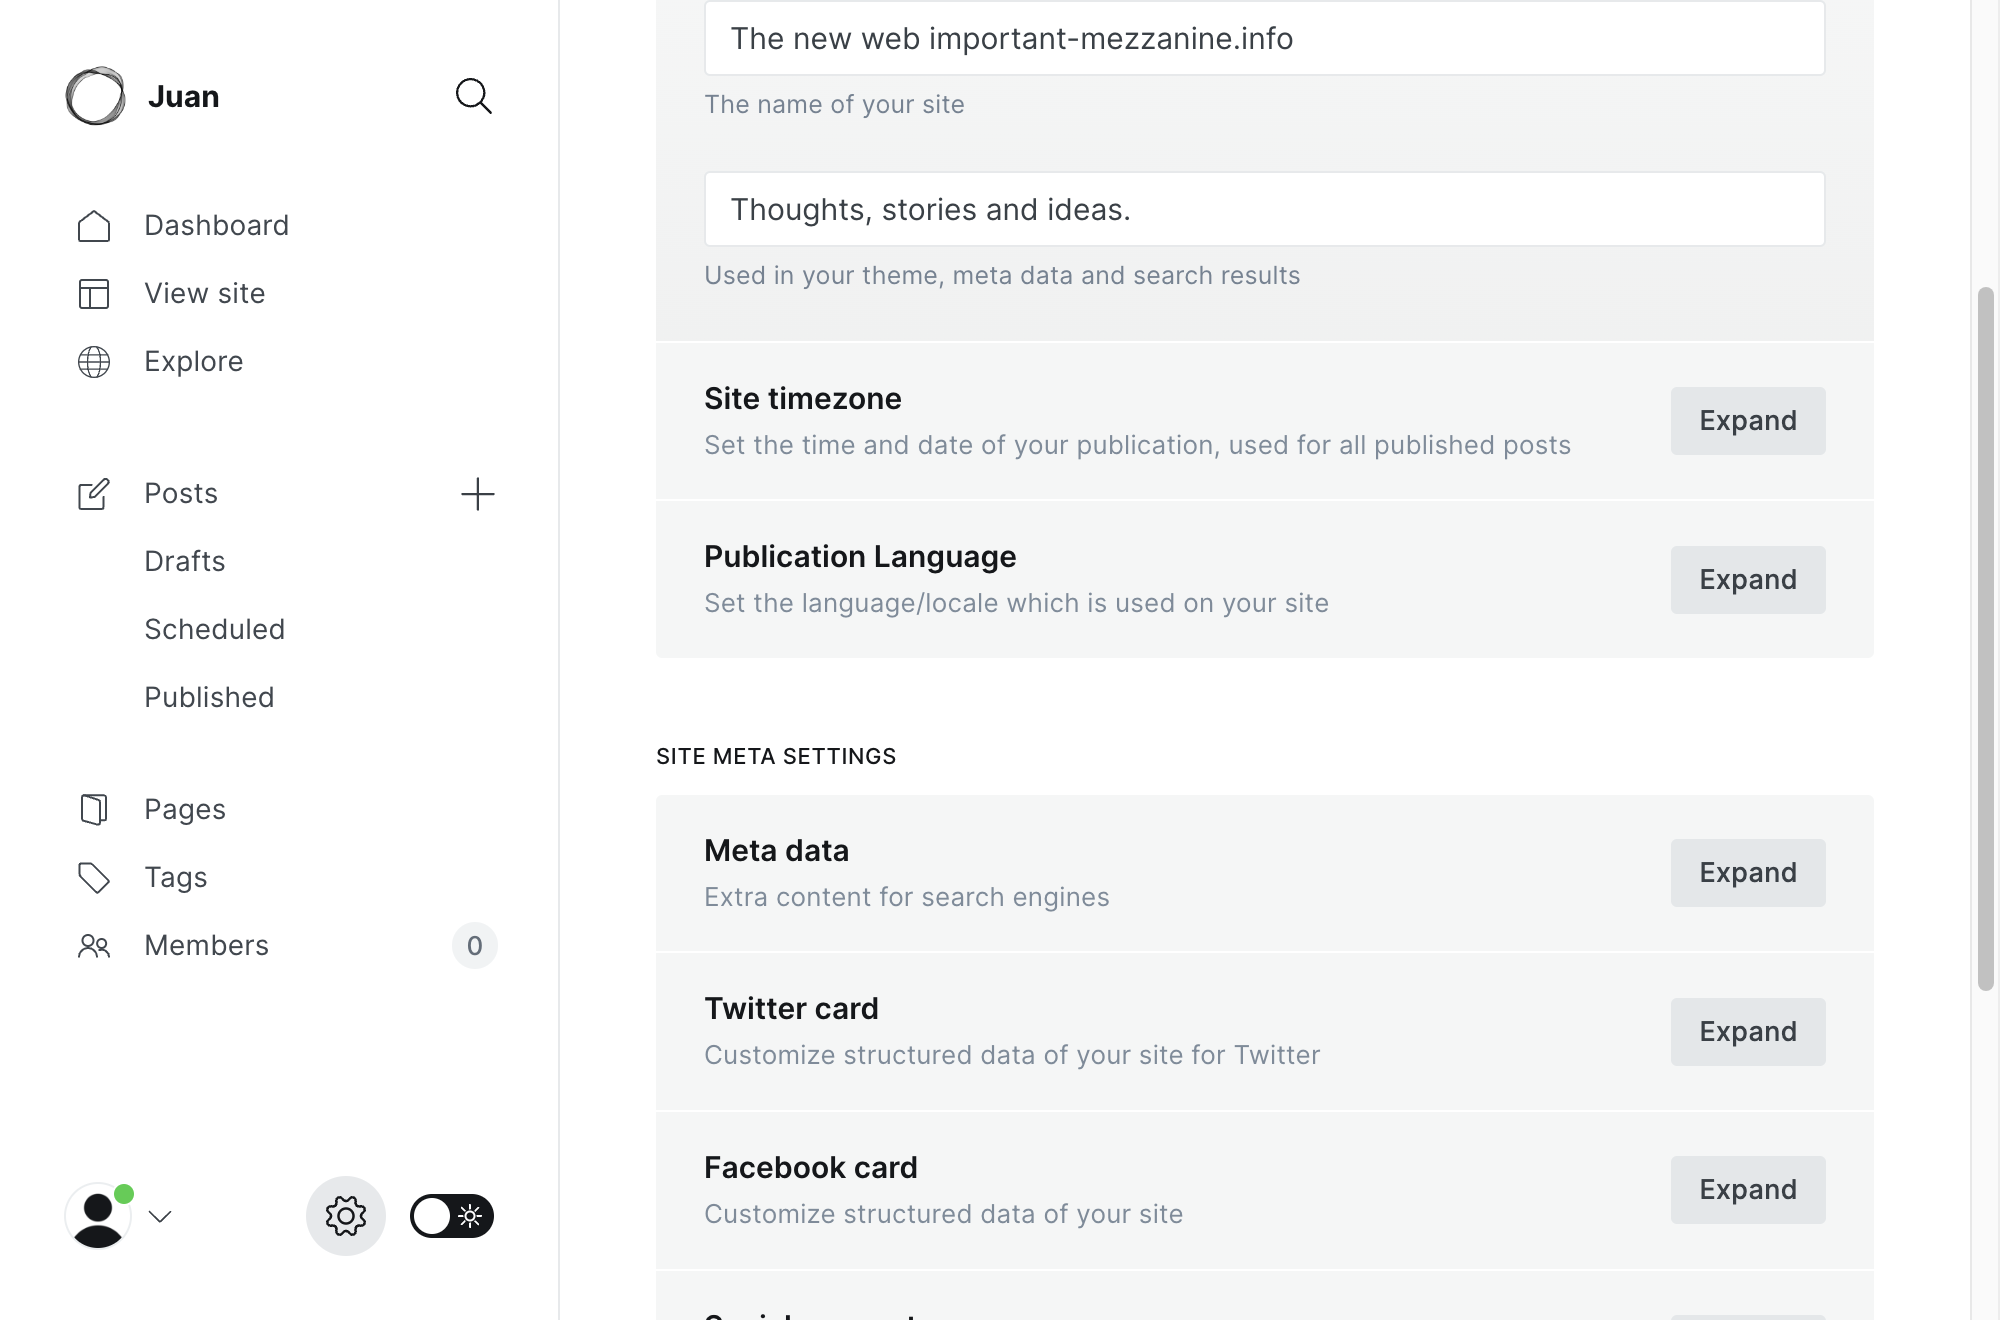 Juan
Dashboard
View site
Explore
Posts
Drafts
Scheduled
Published
Pages
Tags
Members
0
The new web important-mezzanine.info
The name of your site
Thoughts, stories and ideas.
Used in your theme, meta data and search results
Site timezone
Set the time and date of your publication, used for all published posts
Expand
Publication Language
Set the language/locale which is used on your site
Expand
SITE META SETTINGS
Meta data
Extra content for search engines
Expand
Twitter card
Customize structured data of your site for Twitter
Expand
Facebook card
Customize structured data of your site
Expand